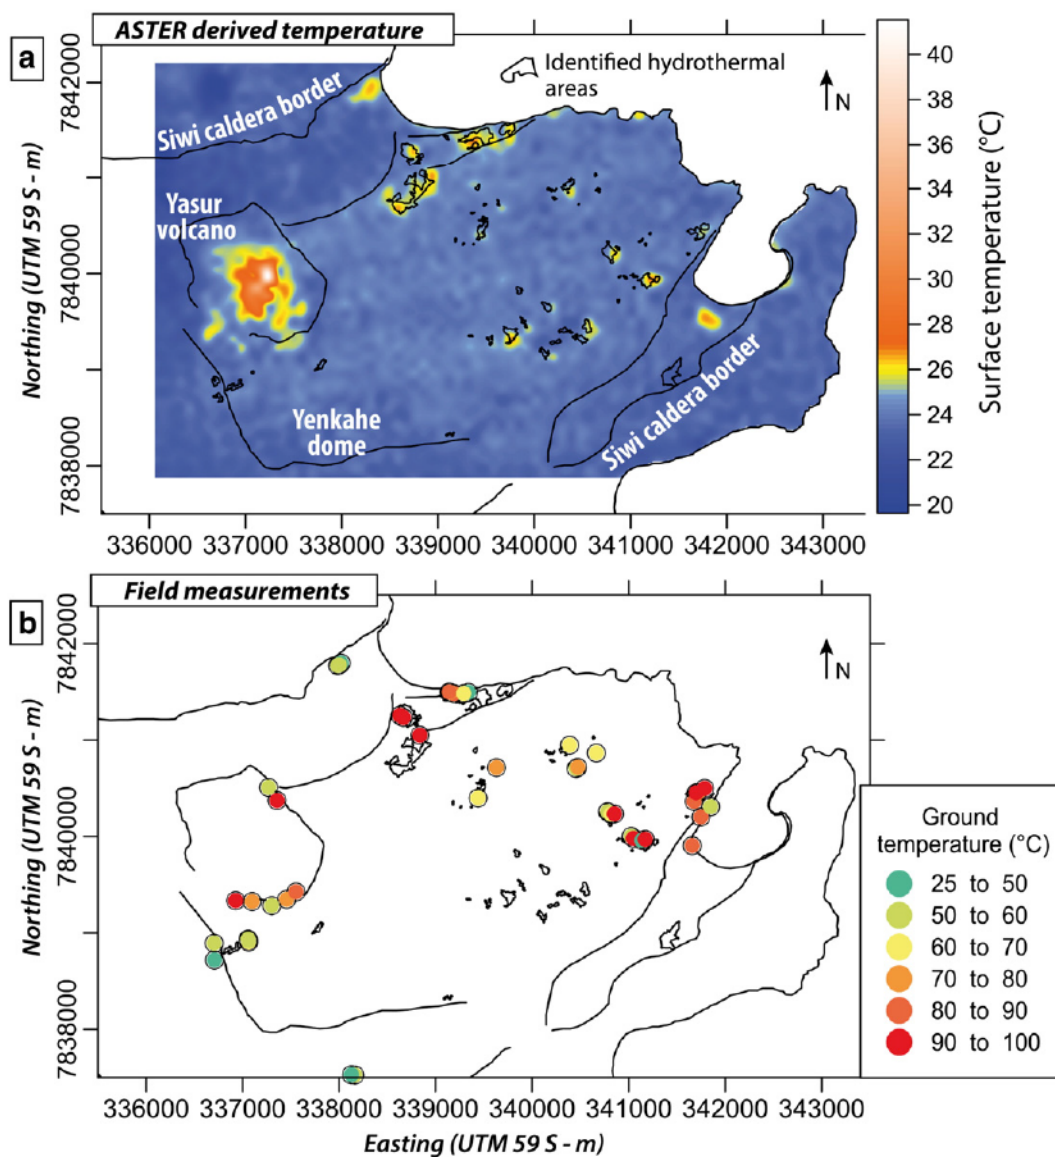 a
ASTER derived temperature
Identified hydrothermal
areas
N
Siwi caldera border
Yasur
volcano
Yenkahe
dome
Siwi caldera border
Northing (UTM 59 S - m)
7842000
7840000
7838000
336000 337000 338000 339000 340000 341000 342000 343000
Surface temperature (°C)
40
38
36
34
32
30
28
26
24
22
20
b
Field measurements
N
Northing (UTM 59 S - m)
7842000
7840000
7838000
336000 337000 338000 339000 340000 341000 342000 343000
Easting (UTM 59 S - m)
Ground
temperature (°C)
25 to 50
50 to 60
60 to 70
70 to 80
80 to 90
90 to 100